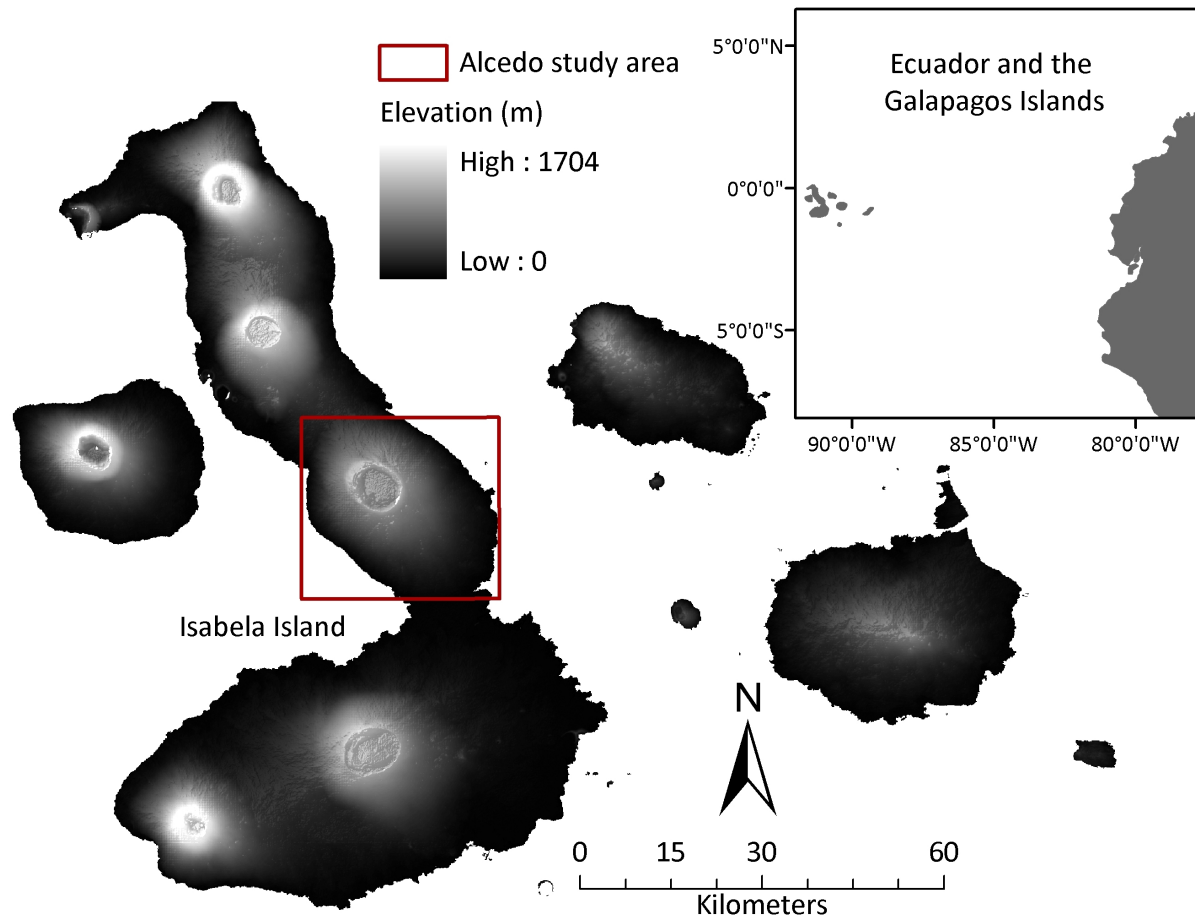 Alcedo study area
Elevation (m)
High : 1704
Low : 0
Ecuador and the
Galapagos Islands
5°0'0"N
0°0'0"
5°0'0"S
90°0'0"W 85°0'0"W 80°0'0"W
Isabela Island
N
0 15 30 60
Kilometers